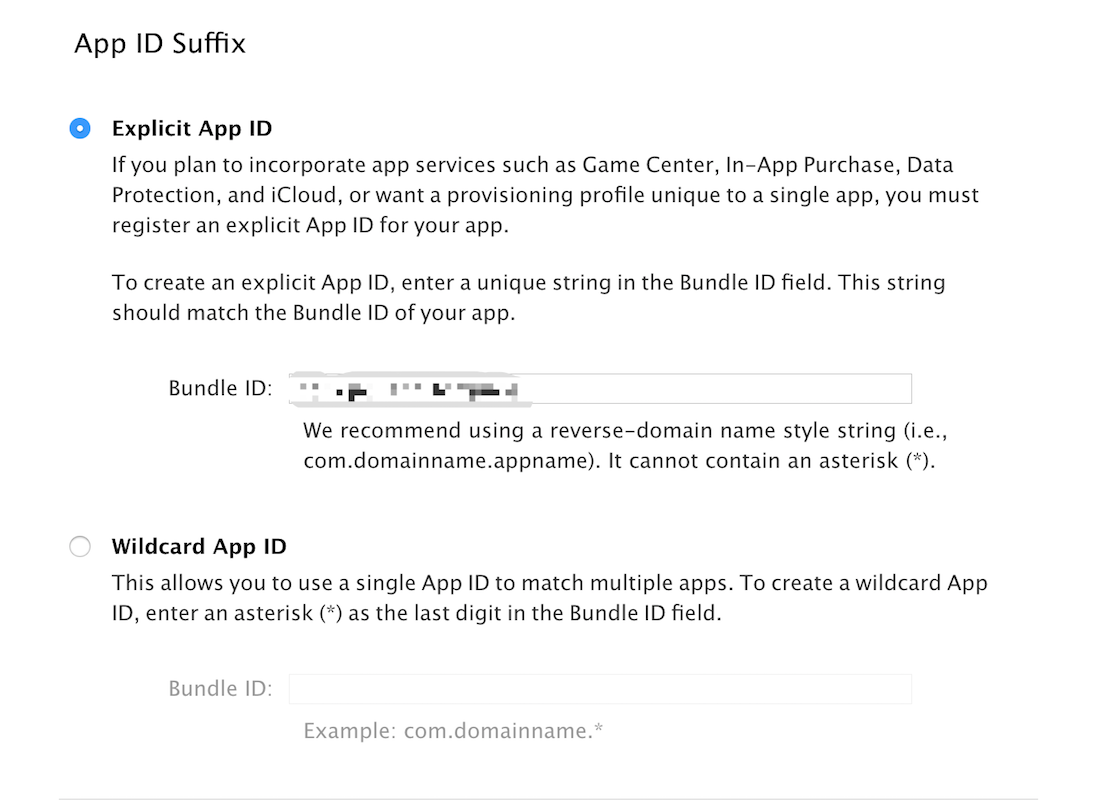 App ID Suffix
Explicit App ID
If you plan to incorporate app services such as Game Center, In-App Purchase, Data
Protection, and iCloud, or want a provisioning profile unique to a single app, you must
register an explicit App ID for your app.
To create an explicit App ID, enter a unique string in the Bundle ID field. This string
should match the Bundle ID of your app.
Bundle ID:
We recommend using a reverse-domain name style string (i.e.,
com.domainname.appname). It cannot contain an asterisk (*).
Wildcard App ID
This allows you to use a single App ID to match multiple apps. To create a wildcard App
ID, enter an asterisk (*) as the last digit in the Bundle ID field.
Bundle ID:
Example: com.domainname.*